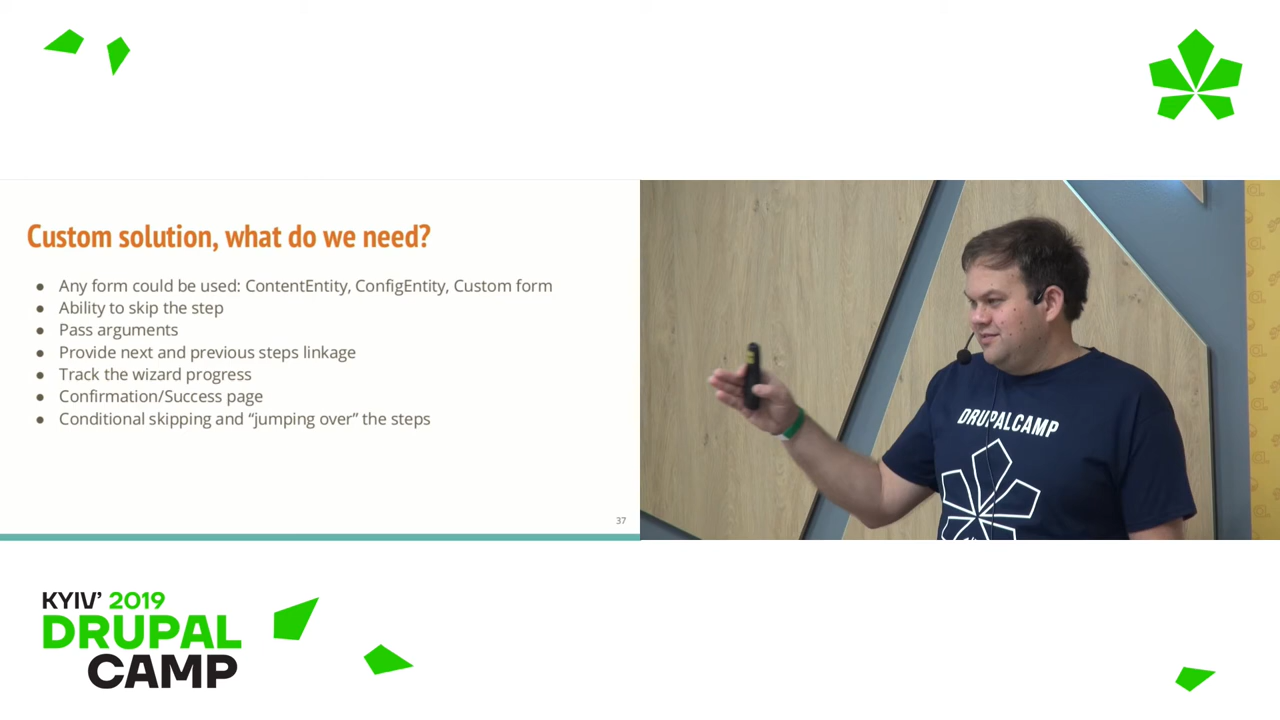 Custom solution, what do we need?
● Any form could be used: ContentEntity, ConfigEntity, Custom form
● Ability to skip the step
● Pass arguments
● Provide next and previous steps linkage
● Track the wizard progress
● Confirmation/Success page
● Conditional skipping and “jumping over” the steps
37
DRUPALCAMP
KYIV’ 2019
DRUPAL
CAMP